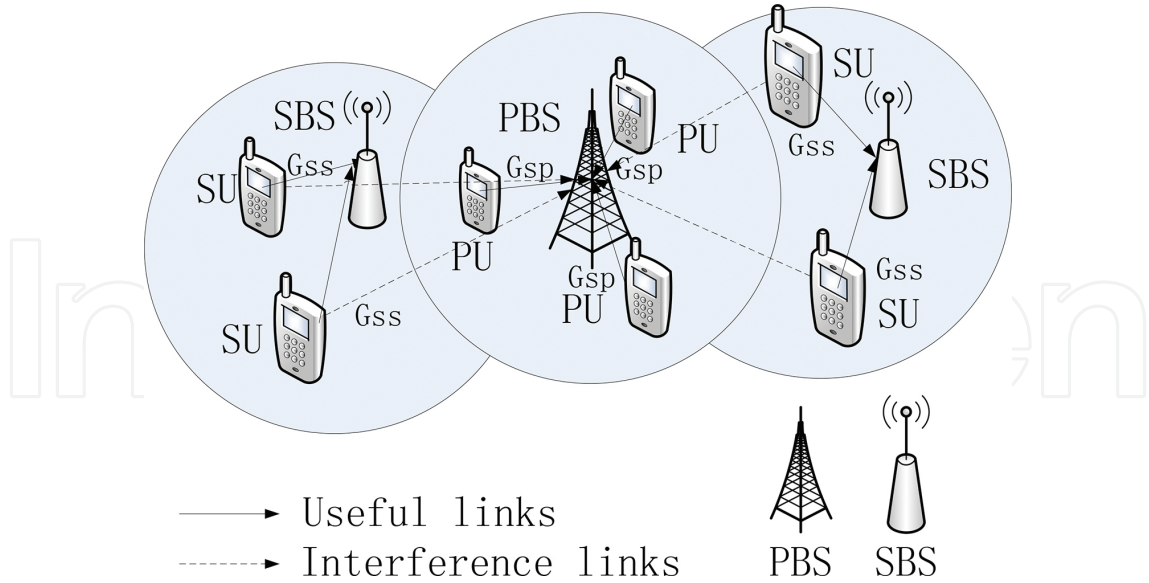 SU
SBS
PBS
PU
Gss
SBS
Gss
SU
Gsp
Gsp
PU
Gsp
PU
Gss
SU
Gss
SU
Useful links
Interference links
PBS
SBS